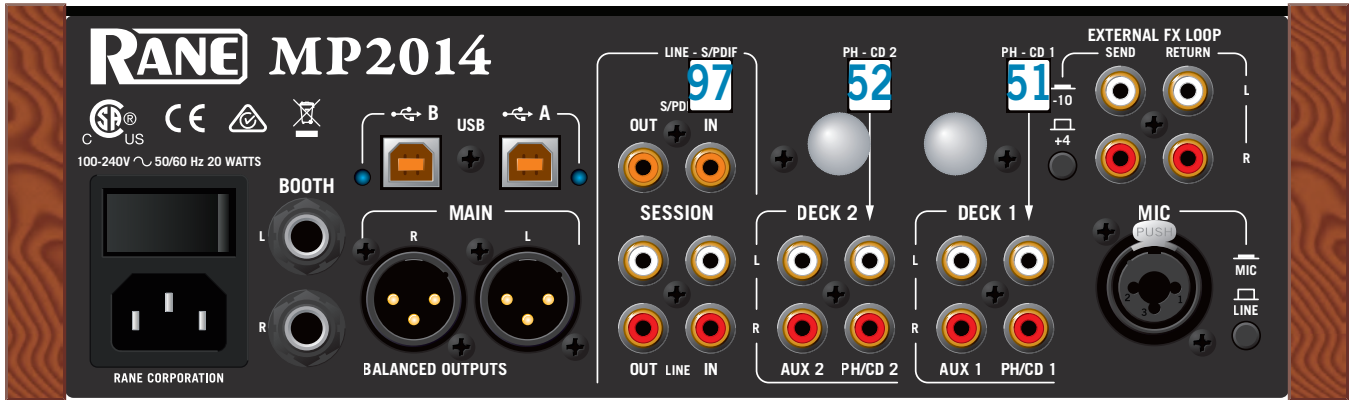 RANE MP2014
C ® US
CE
100-240V 50/60 Hz 20 WATTS
RANE CORPORATION
BOOTH
L
R
B USB A
MAIN
R L
BALANCED OUTPUTS
LINE - S/PDIF
97
S/PDI
OUT IN
SESSION
OUT LINE IN
PH - CD 2
52
DECK 2
L
R
AUX 2 PH/CD 2
PH - CD 1
51
DECK 1
L
R
AUX 1 PH/CD 1
EXTERNAL FX LOOP
SEND RETURN
-10
+4
L
R
MIC
PUSH
2 1
3
MIC
LINE